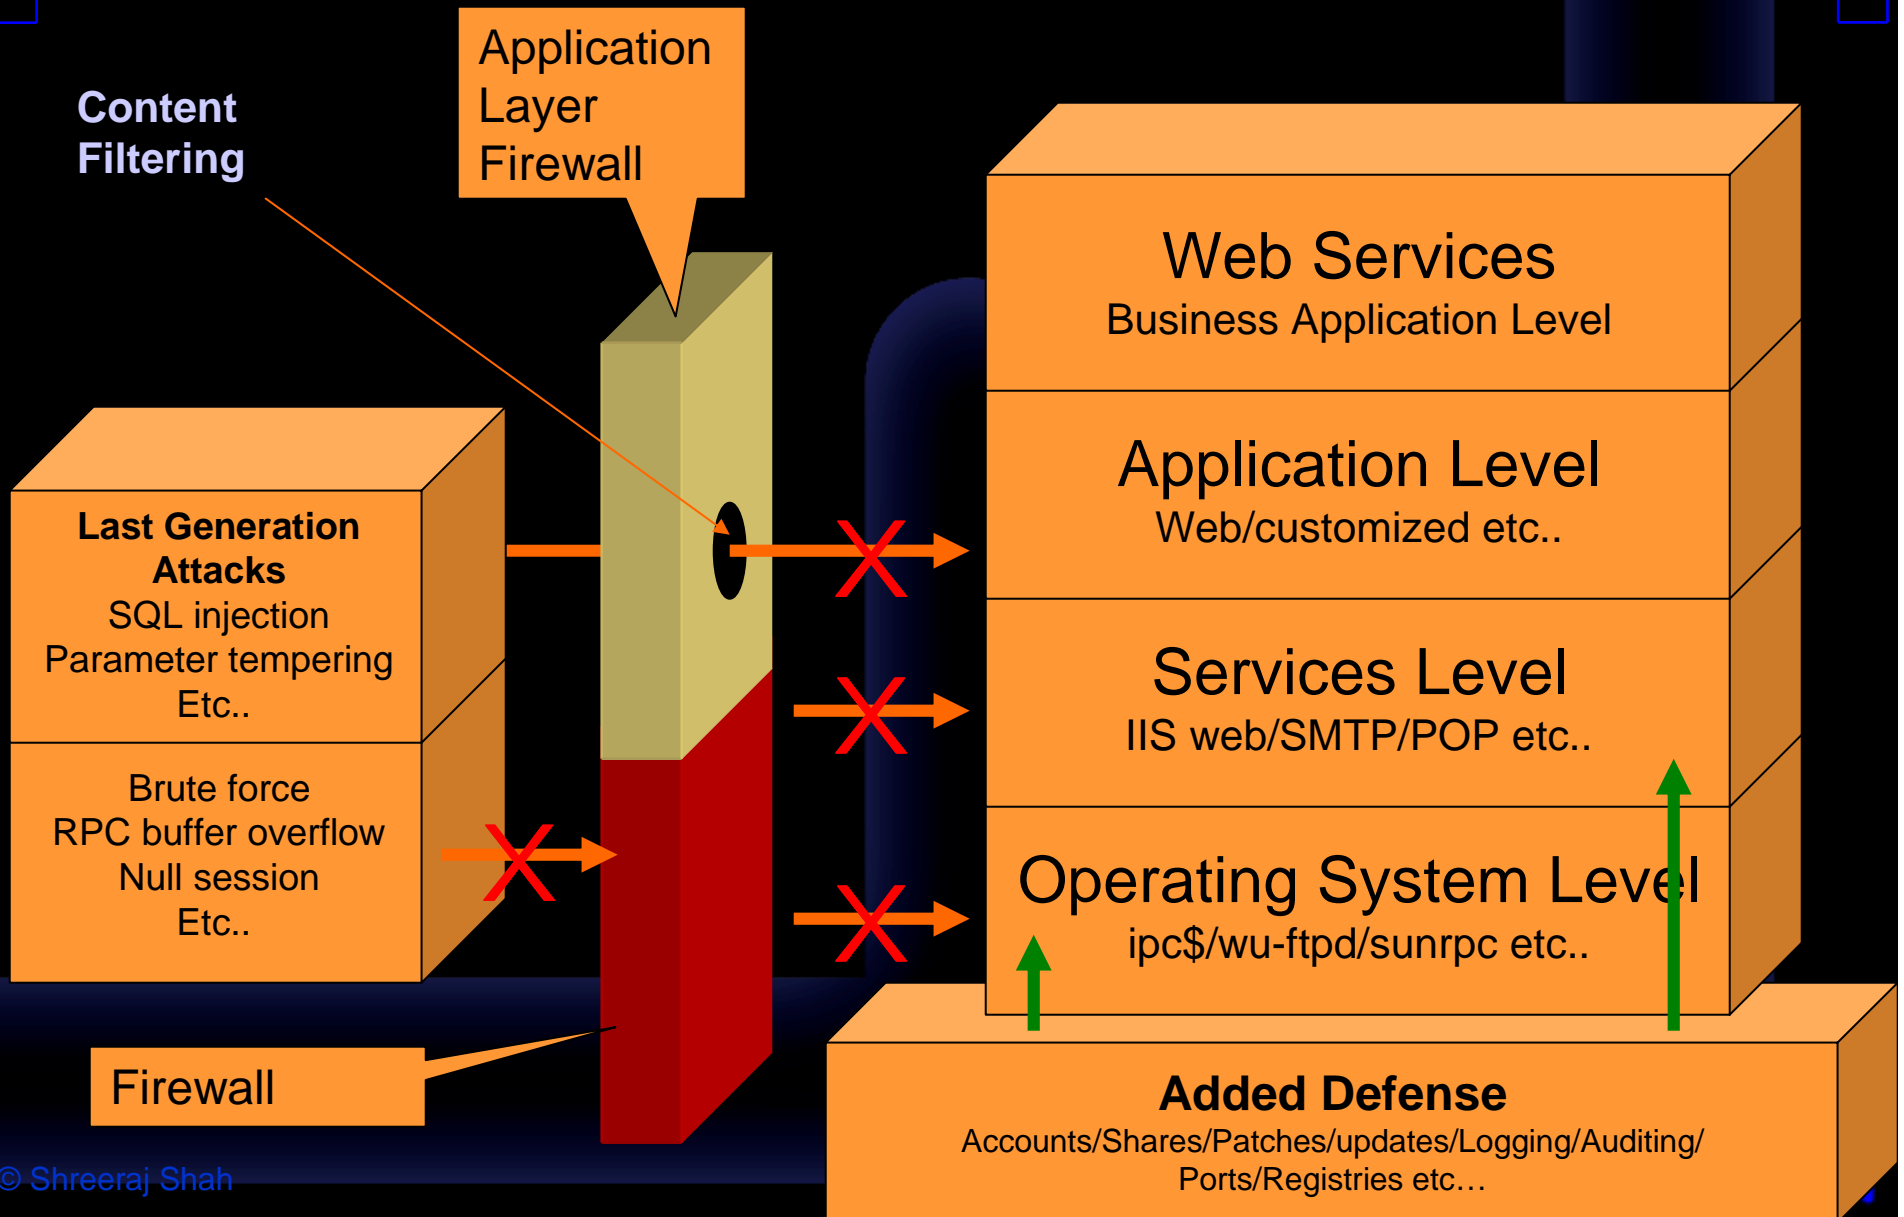 Content
Filtering
Application
Layer
Firewall
Web Services
Business Application Level
Application Level
Web/customized etc..
Services Level
IIS web/SMTP/POP etc..
Operating System Level
ipc$/wu-ftpd/sunrpc etc..
Last Generation
Attacks
SQL injection
Parameter tempering
Etc..
Brute force
RPC buffer overflow
Null session
Etc..
Firewall
Added Defense
Accounts/Shares/Patches/updates/Logging/Auditing/
Ports/Registries etc…
© Shreeraj Shah